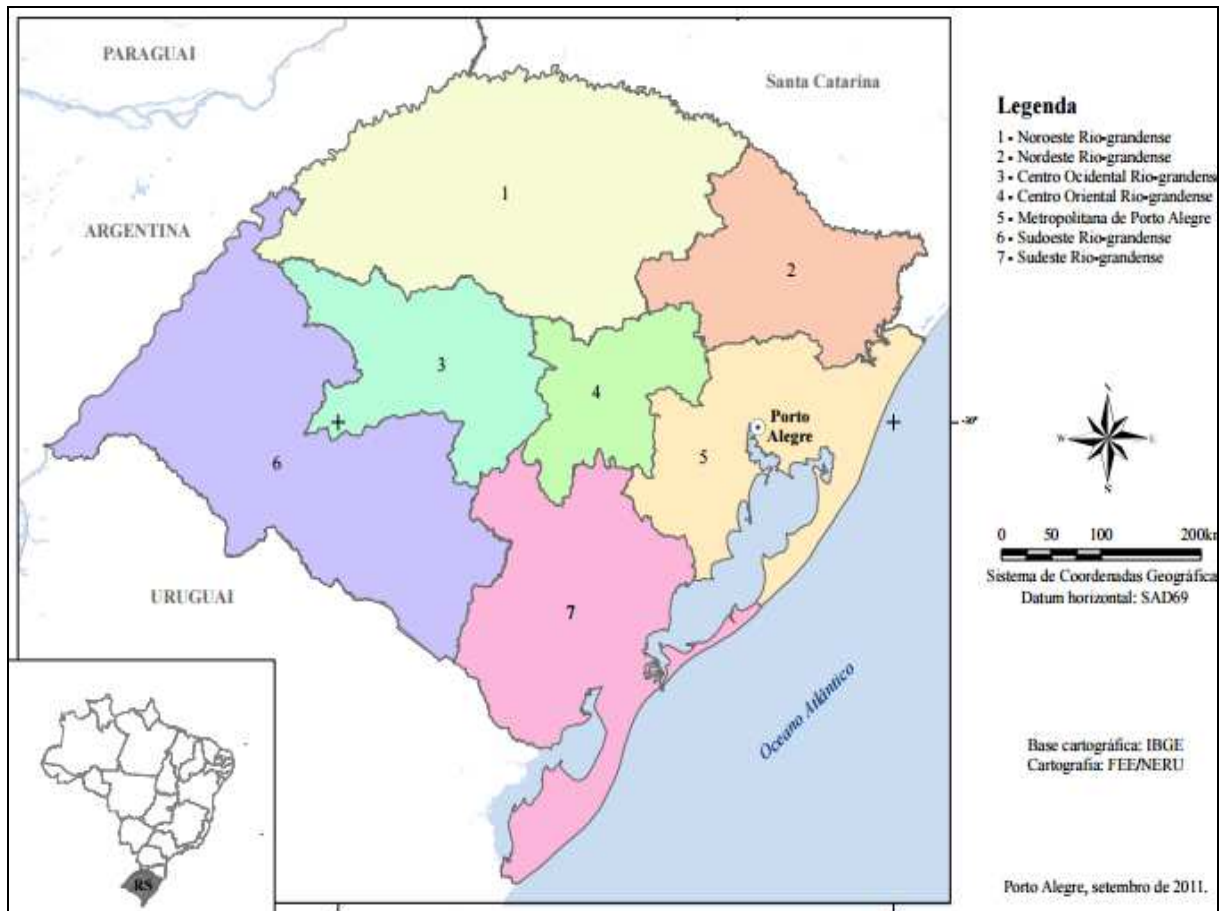 PARAGUAI
Santa Catarina
ARGENTINA
1
2
3
4
Porto
Alegre
5
6
URUGUAI
7
Oceano Atlântico
RS
Legenda
1 - Noroeste Rio-grandense
2 - Nordeste Rio-grandense
3 - Centro Ocidental Rio-grandense
4 - Centro Oriental Rio-grandense
5 - Metropolitana de Porto Alegre
6 - Sudoeste Rio-grandense
7 - Sudeste Rio-grandense
-30°
N
W E
N
0 50 100 200km
Sistema de Coordenadas Geográfica
Datum horizontal: SAD69
Base cartográfica: IBGE
Cartografia: FEE/NERU
Porto Alegre, setembro de 2011.